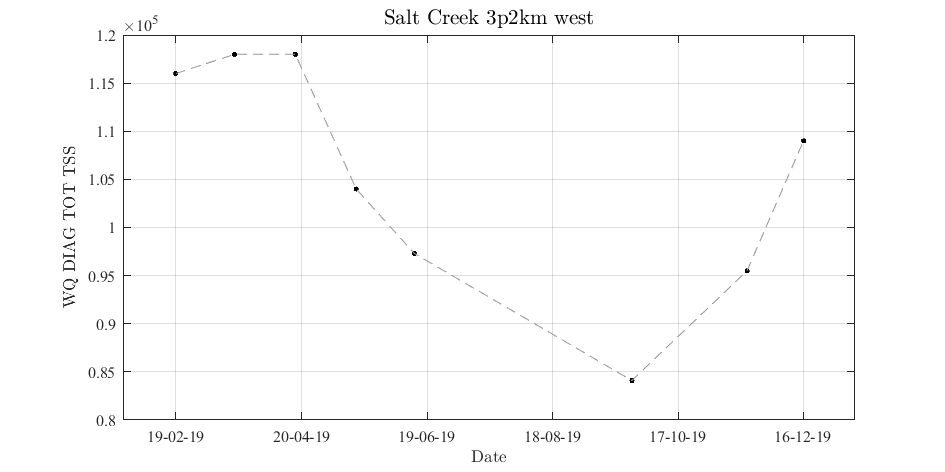 Salt Creek 3p2km west
×10⁵
1.2
1.15
1.1
1.05
1
0.95
0.9
0.85
0.8
WQ DIAG TOT TSS
19-02-19 20-04-19 19-06-19 18-08-19 17-10-19 16-12-19
Date